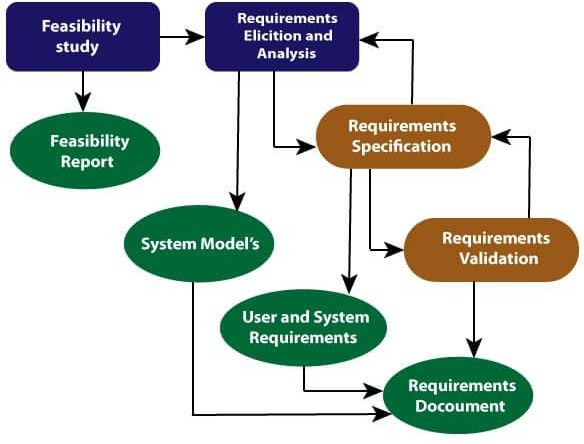 Feasibility
study
Requirements
Elicition and
Analysis
Feasibility
Report
Requirements
Specification
System Model's
Requirements
Validation
User and System
Requirements
Requirements
Document